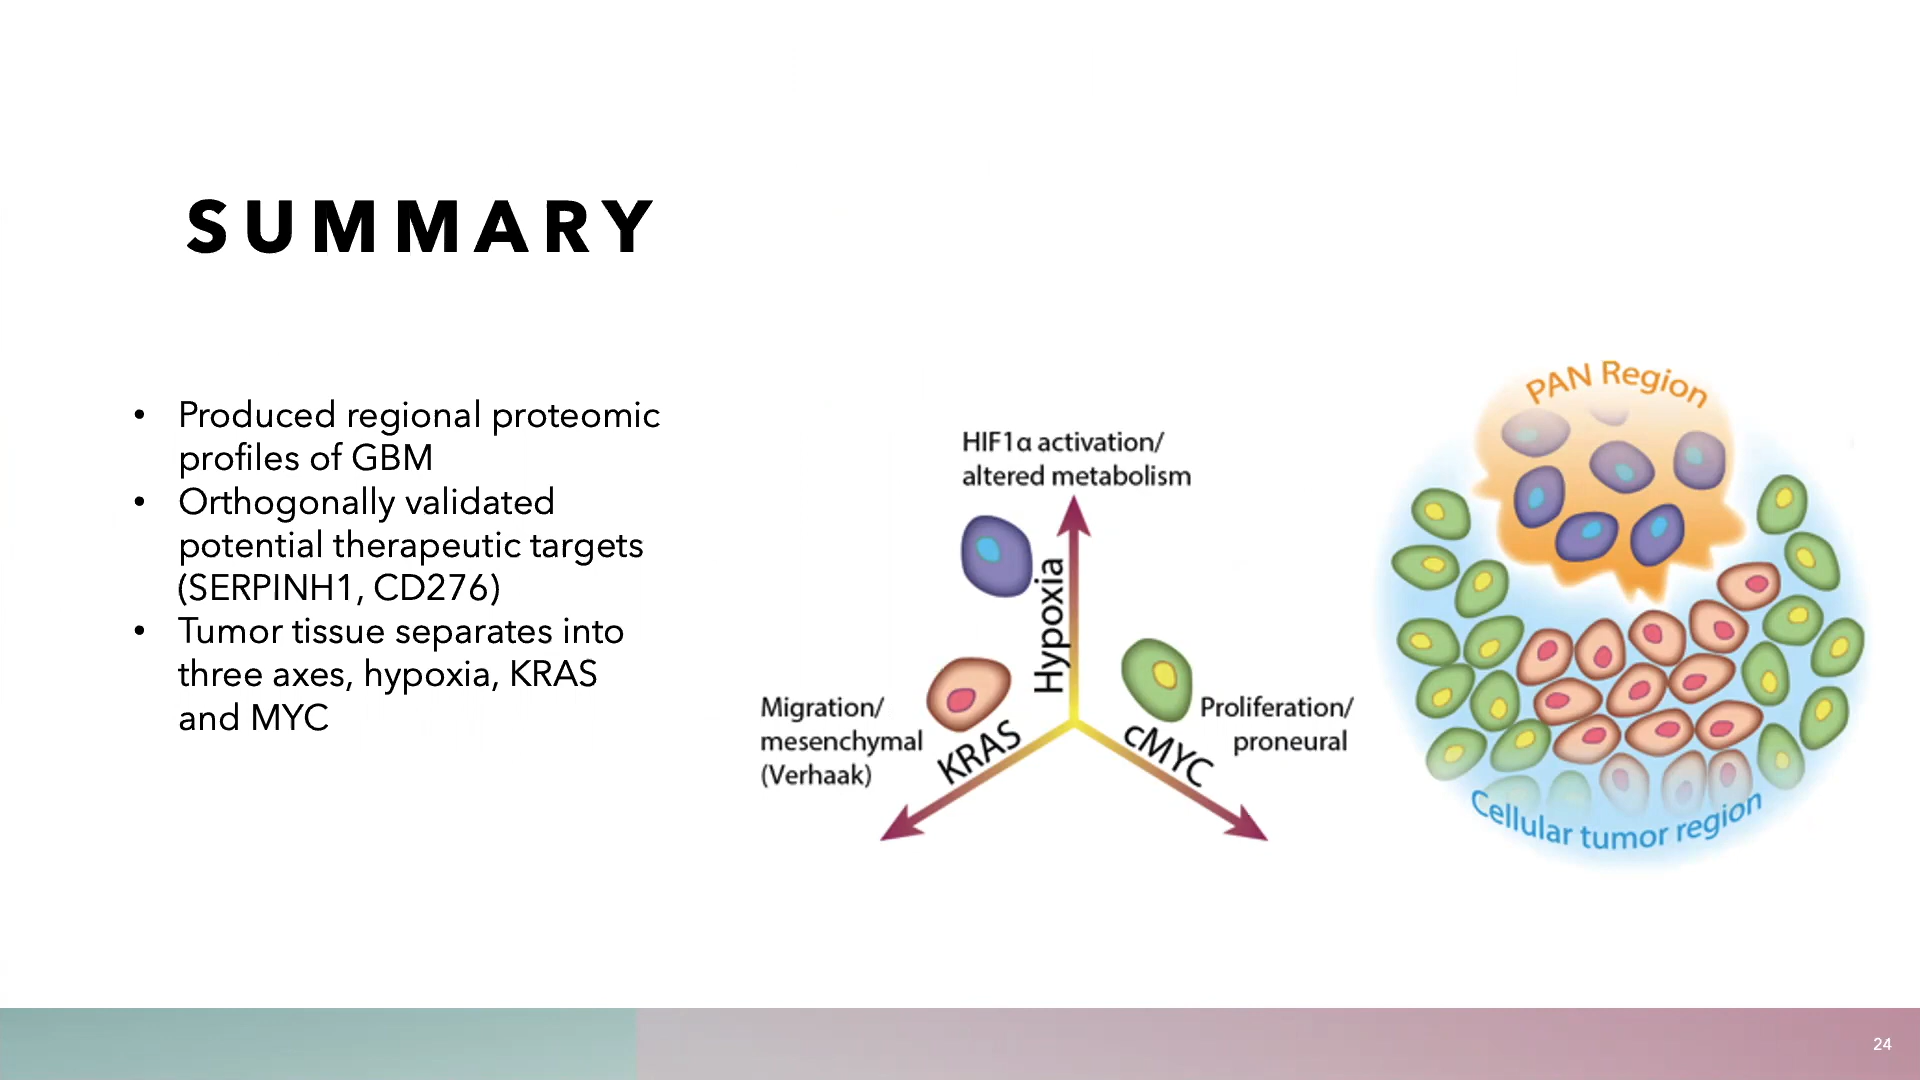 SUMMARY
• Produced regional proteomic
profiles of GBM
• Orthogonally validated
potential therapeutic targets
(SERPINH1, CD276)
• Tumor tissue separates into
three axes, hypoxia, KRAS
and MYC
HIF1α activation/
altered metabolism
Hypoxia
Migration/
mesenchymal
(Verhaak)
KRAS
cMYC
Proliferation/
proneural
PAN Region
Cellular tumor region
24